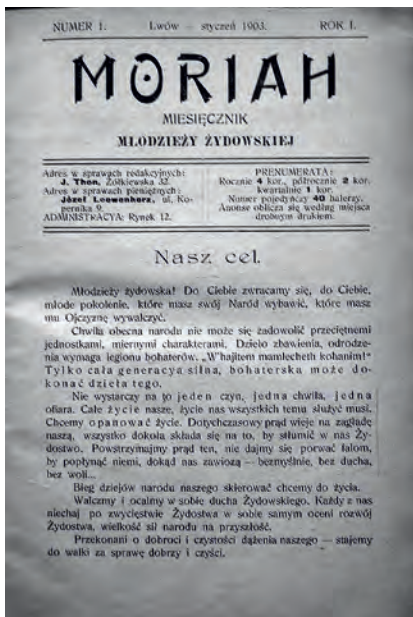 NUMER 1. Lwów — styczeń 1903. ROK I.
MORIAH
MIESIĘCZNIK
MŁODZIEŻY ŻYDOWSKIEJ
Adres w sprawach redakcyjnych:
J. Thon, Żółkiewska 32.
Adres w sprawach pieniężnych:
Józef Loewenherz, ul. Ko-
pernika 9.
ADMINISTRACYA: Rynek 12.
PRENUMERATA:
Rocznie 4 kor., półrocznie 2 kor.
kwartalnie 1 kor.
Numer pojedyńczy 40 halerzy.
Anonse oblicza się według miejsca
drobnym drukiem.
Nasz cel.
Młodzieży żydowska! Do Ciebie zwracamy się, do Ciebie,
młode pokolenie, które masz swój Naród wybawić, które masz
mu Ojczyznę wywalczyć.
Chwila obecna narodu nie może się zadowolić przeciętnemi
jednostkami, miernymi charakterami. Dzieło zbawienia, odrodze-
nia wymaga legionu bohaterów. „W'hajitem mamlecheth kohanim!"
Tylko cała generacya silna, bohaterska może do-
konać dzieła tego.
Nie wystarczy na to jeden czyn, jedna chwila, jedna
ofiara. Całe życie nasze, życie nas wszystkich temu służyć musi.
Chcemy opanować życie. Dotychczasowy prąd wieje na zagładę
naszą, wszystko dokoła składa się na to, by stłumić w nas Ży-
dostwo. Powstrzymajmy prąd ten, nie dajmy się porwać falom,
by popłynąć niemi, dokąd nas zawiozą — bezmyślnie, bez ducha,
bez woli...
Bieg dziejów narodu naszego skierować chcemy do życia.
Walczmy i ocalmy w sobie ducha Żydowskiego. Każdy z nas
niechaj po zwycięstwie Żydostwa w sobie samym oceni rozwój
Żydostwa, wielkość sił narodu na przyszłość.
Przekonani o dobroci i czystości dążenia naszego — stajemy
do walki za sprawę dobrzy i czyści.